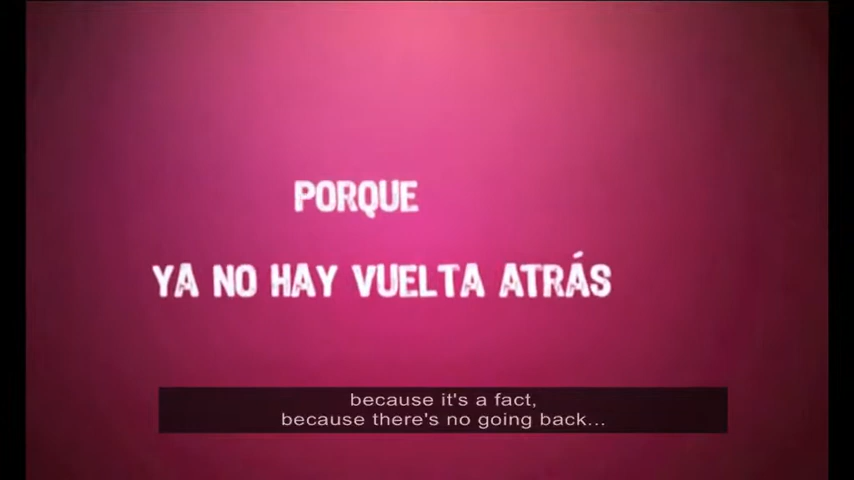 PORQUE
YA NO HAY VUELTA ATRÁS
because it's a fact,
because there's no going back...